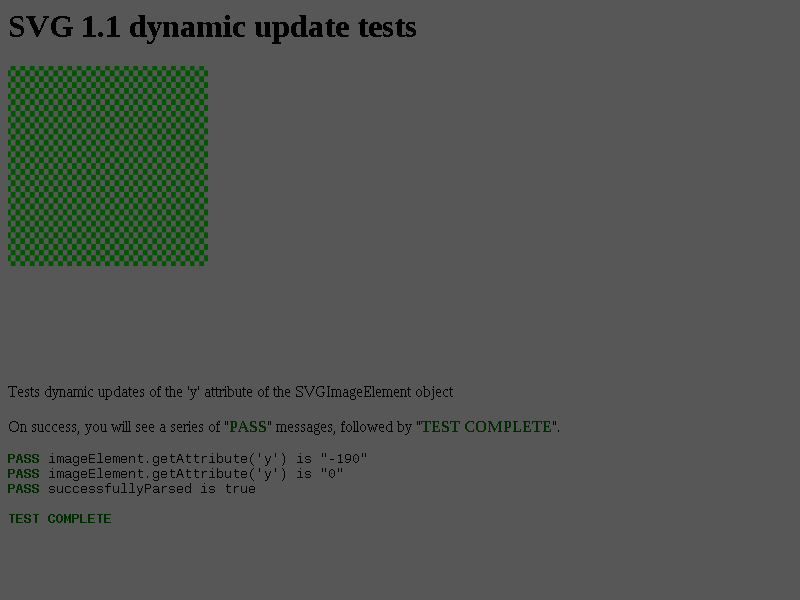 SVG 1.1 dynamic update tests
Tests dynamic updates of the 'y' attribute of the SVGImageElement object
On success, you will see a series of "PASS" messages, followed by "TEST COMPLETE".
PASS imageElement.getAttribute('y') is "-190"
PASS imageElement.getAttribute('y') is "0"
PASS successfullyParsed is true
TEST COMPLETE